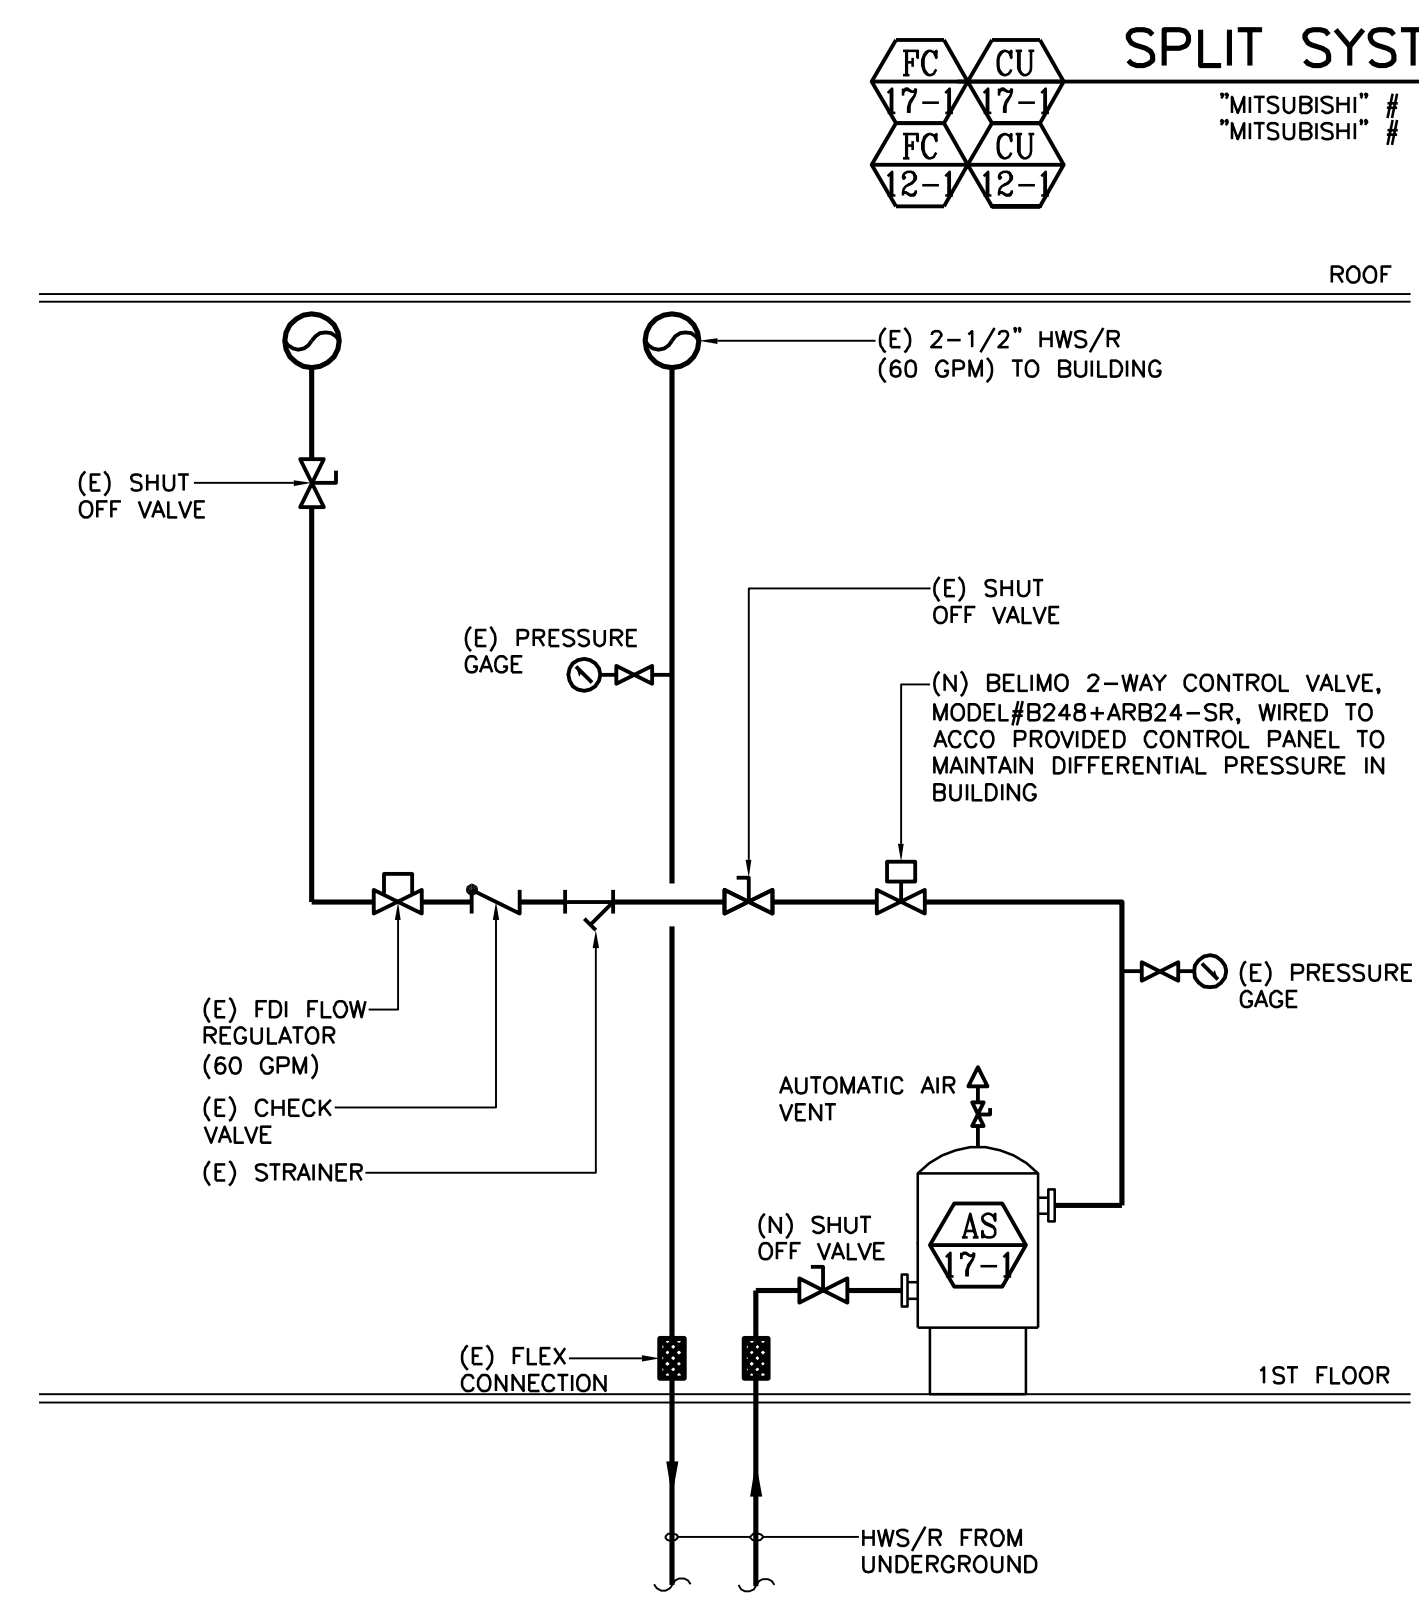 SPLIT SYST
FC CU
17-1 17-1
"MITSUBISHI" #
"MITSUBISHI" #
FC CU
12-1 12-1
ROOF
(E) 2-1/2" HWS/R
(60 GPM) TO BUILDING
(E) SHUT
OFF VALVE
(E) SHUT
OFF VALVE
(E) PRESSURE
GAGE
(N) BELIMO 2-WAY CONTROL VALVE,
MODEL#B248+ARB24-SR, WIRED TO
ACCO PROVIDED CONTROL PANEL TO
MAINTAIN DIFFERENTIAL PRESSURE IN
BUILDING
(E) PRESSURE
GAGE
(E) FDI FLOW
REGULATOR
(60 GPM)
(E) CHECK
VALVE
(E) STRAINER
AUTOMATIC AIR
VENT
(N) SHUT
OFF VALVE
AS
17-1
(E) FLEX
CONNECTION
1ST FLOOR
HWS/R FROM
UNDERGROUND